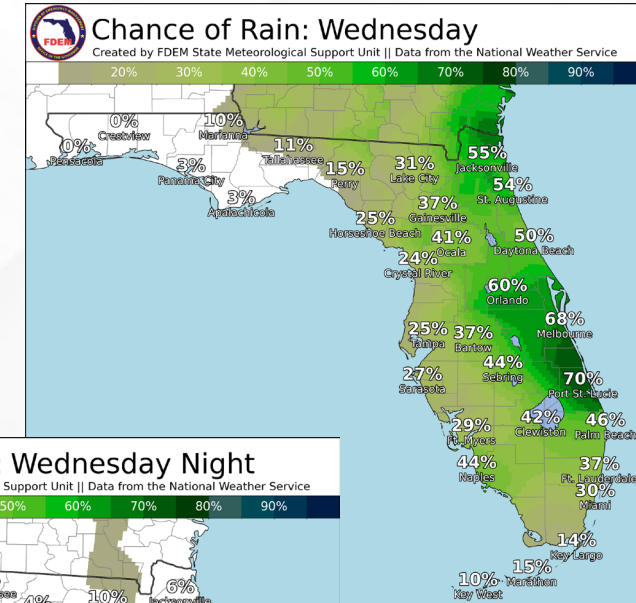 FDEM
Chance of Rain: Wednesday
Created by FDEM State Meteorological Support Unit || Data from the National Weather Service
20% 30% 40% 50% 60% 70% 80% 90%
0%
Crestview
10%
Marianna
0%
Pensacola
11%
Tallahassee
3%
Panama City
3%
Apalachicola
15%
Perry
31%
Lake City
55%
Jacksonville
54%
St. Augustine
37%
Gainesville
25%
Horseshoe Beach
41%
Ocala
50%
Daytona Beach
24%
Crystal River
60%
Orlando
68%
Melbourne
25%
Tampa
37%
Bartow
44%
Sebring
27%
Sarasota
70%
Port St. Lucie
29%
Ft. Myers
42%
Clewiston
46%
Palm Beach
44%
Naples
37%
Ft. Lauderdale
30%
Miami
14%
Key Largo
15%
Marathon
10%
Key West
: Wednesday Night
Support Unit || Data from the National Weather Service
50% 60% 70% 80% 90%
see
4%
10%
6%
Jacksonville